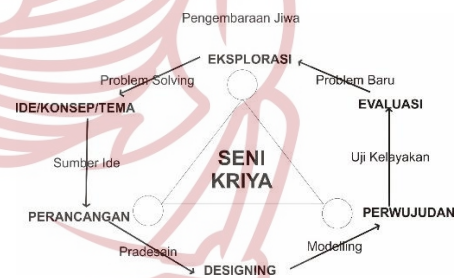 Pengembaraan Jiwa
EKSPLORASI
Problem Solving
Problem Baru
IDE/KONSEP/TEMA
EVALUASI
Sumber Ide
SENI
KRIYA
Uji Kelayakan
PERANCANGAN
PERWUJUDAN
Pradesain
Modelling
DESIGNING